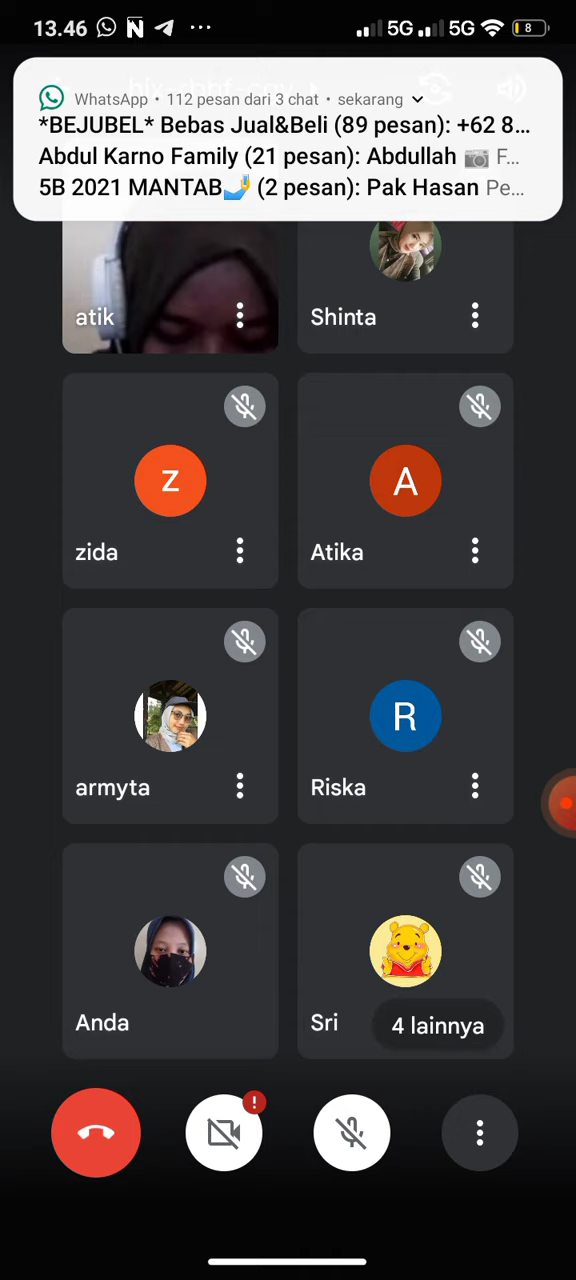 13.46 N ... 5G 5G 8
WhatsApp • 112 pesan dari 3 chat • sekarang
*BEJUBEL* Bebas Jual&Beli (89 pesan): +62 8...
Abdul Karno Family (21 pesan): Abdullah 📷 F...
5B 2021 MANTAB🤳 (2 pesan): Pak Hasan Pe...
atik
Shinta
z
A
zida
Atika
R
armyta
Riska
Anda
Sri
4 lainnya
!